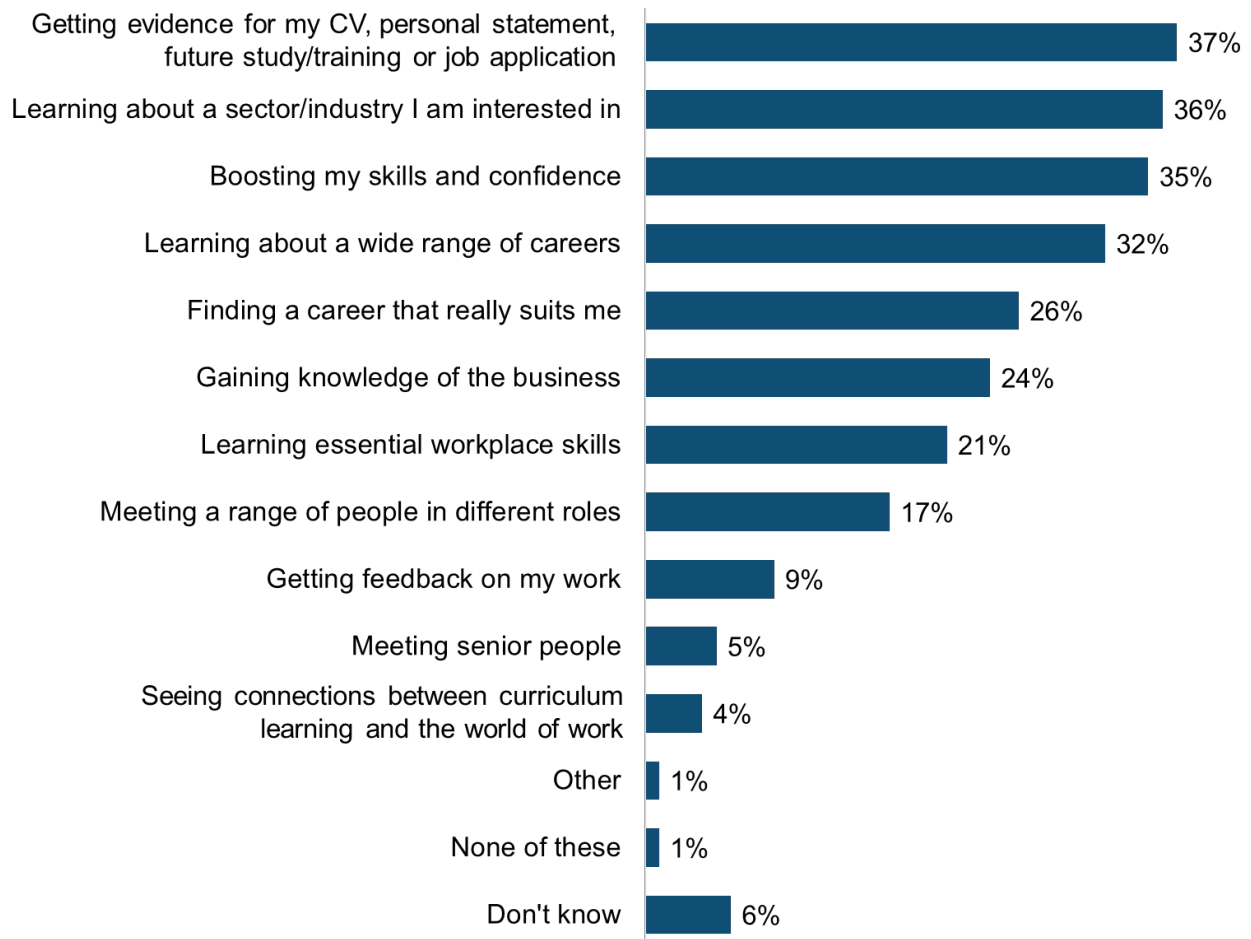 Getting evidence for my CV, personal statement,
future study/training or job application
37%
Learning about a sector/industry I am interested in
36%
Boosting my skills and confidence
35%
Learning about a wide range of careers
32%
Finding a career that really suits me
26%
Gaining knowledge of the business
24%
Learning essential workplace skills
21%
Meeting a range of people in different roles
17%
Getting feedback on my work
9%
Meeting senior people
5%
Seeing connections between curriculum
learning and the world of work
4%
Other
1%
None of these
1%
Don't know
6%